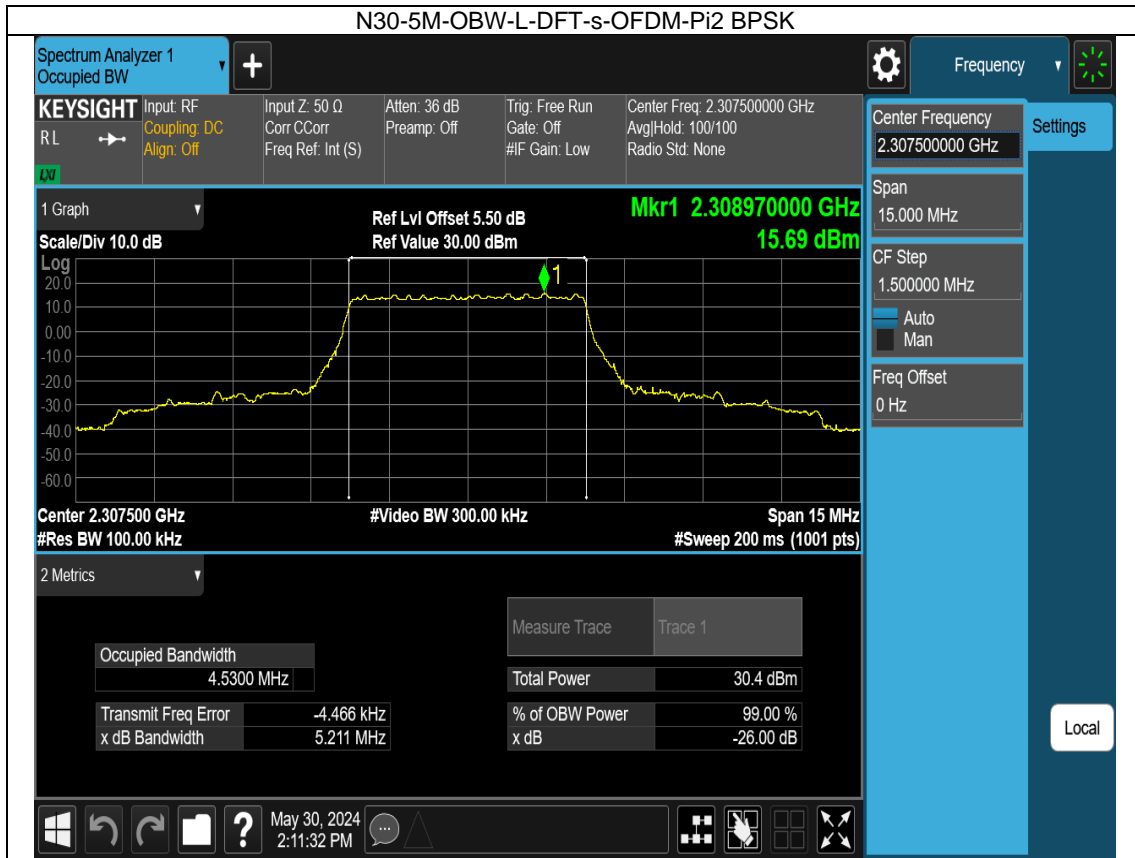 N30-5M-OBW-L-DFT-s-OFDM-Pi2 BPSK
Spectrum Analyzer 1
Occupied BW
+
Frequency
KEYSIGHT
R L
LXI
Input: RF
Coupling: DC
Align: Off
Input Z: 50 Ω
Corr CCorr
Freq Ref: Int (S)
Atten: 36 dB
Preamp: Off
Trig: Free Run
Gate: Off
#IF Gain: Low
Center Freq: 2.307500000 GHz
Avg|Hold: 100/100
Radio Std: None
Center Frequency
2.307500000 GHz
Settings
Span
15.000 MHz
CF Step
1.500000 MHz
Auto
Man
Freq Offset
0 Hz
Local
1 Graph
Scale/Div 10.0 dB
Ref Lvl Offset 5.50 dB
Ref Value 30.00 dBm
Mkr1 2.308970000 GHz
15.69 dBm
Log
20.0
10.0
0.00
-10.0
-20.0
-30.0
-40.0
-50.0
-60.0
1
Center 2.307500 GHz
#Video BW 300.00 kHz
Span 15 MHz
#Res BW 100.00 kHz
#Sweep 200 ms (1001 pts)
2 Metrics
Measure Trace Trace 1
Occupied Bandwidth
4.5300 MHz
Total Power 30.4 dBm
Transmit Freq Error -4.466 kHz
% of OBW Power 99.00 %
x dB Bandwidth 5.211 MHz
x dB -26.00 dB
?
May 30, 2024
2:11:32 PM